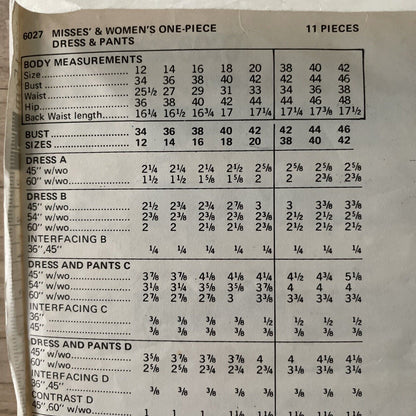 6027 MISSES' & WOMEN'S ONE-PIECE 11 PIECES
DRESS & PANTS
BODY MEASUREMENTS
Size 12 14 16 18 20 38 40 42
Bust 34 36 38 40 42 42 44 46
Waist 25½ 27 29 31 33 34 36 38
Hip 36 38 40 42 44 44 46 48
Back Waist length 16¼ 16½ 16¾ 17 17¼ 17¼ 17⅜ 17½
BUST 34 36 38 40 42 42 44 46
SIZES 12 14 16 18 20 38 40 42
DRESS A
45" w/wo 2¼ 2¼ 2½ 2½ 2⅝ 2⅝ 2⅝ 2⅝
60" w/wo 1½ 1½ 1⅝ 1⅝ 2 2 2⅜ 2⅜
DRESS B
45" w/wo 2½ 2¾ 2¾ 2⅞ 3 3 3⅜ 3⅜
54" w/wo 2⅜ 2⅜ 2⅜ 2⅜ 2⅜ 2½ 2½ 2⅝
60" w/wo 2 2 2⅛ 2⅛ 2⅜ 2½ 2½ 2⅝
INTERFACING B
36",45" ¼ ¼ ¼ ¼ ¼ ¼ ¼ ¼
DRESS AND PANTS C
45" w/wo 3⅞ 3⅞ 4⅛ 4⅛ 4¼ 4½ 4¾ 5⅛
54" w/wo 3⅛ 3¼ 3⅝ 3⅝ 3⅞ 4 4 4
60" w/wo 2⅞ 2⅞ 2⅞ 3 3⅜ 3¾ 3¾ 3¾
INTERFACING C
36" ⅜ ⅜ ⅜ ⅜ ⅜ ½ ½ ½
45" ⅜ ⅜ ⅜ ⅜ ⅜ ⅜ ⅜ ⅜
DRESS AND PANTS D
45" w/wo 3⅝ 3⅞ 3⅞ 3⅞ 4 4 4⅛ 4⅛
60" w/wo 2⅝ 2⅝ 2¾ 2¾ 2¾ 3¼ 3¼ 3¼
INTERFACING D
36",45" ⅜ ⅜ ⅜ ⅜ ⅜ ⅜ ⅜ ⅜
CONTRAST D
45",60" w/wo 1 1 1